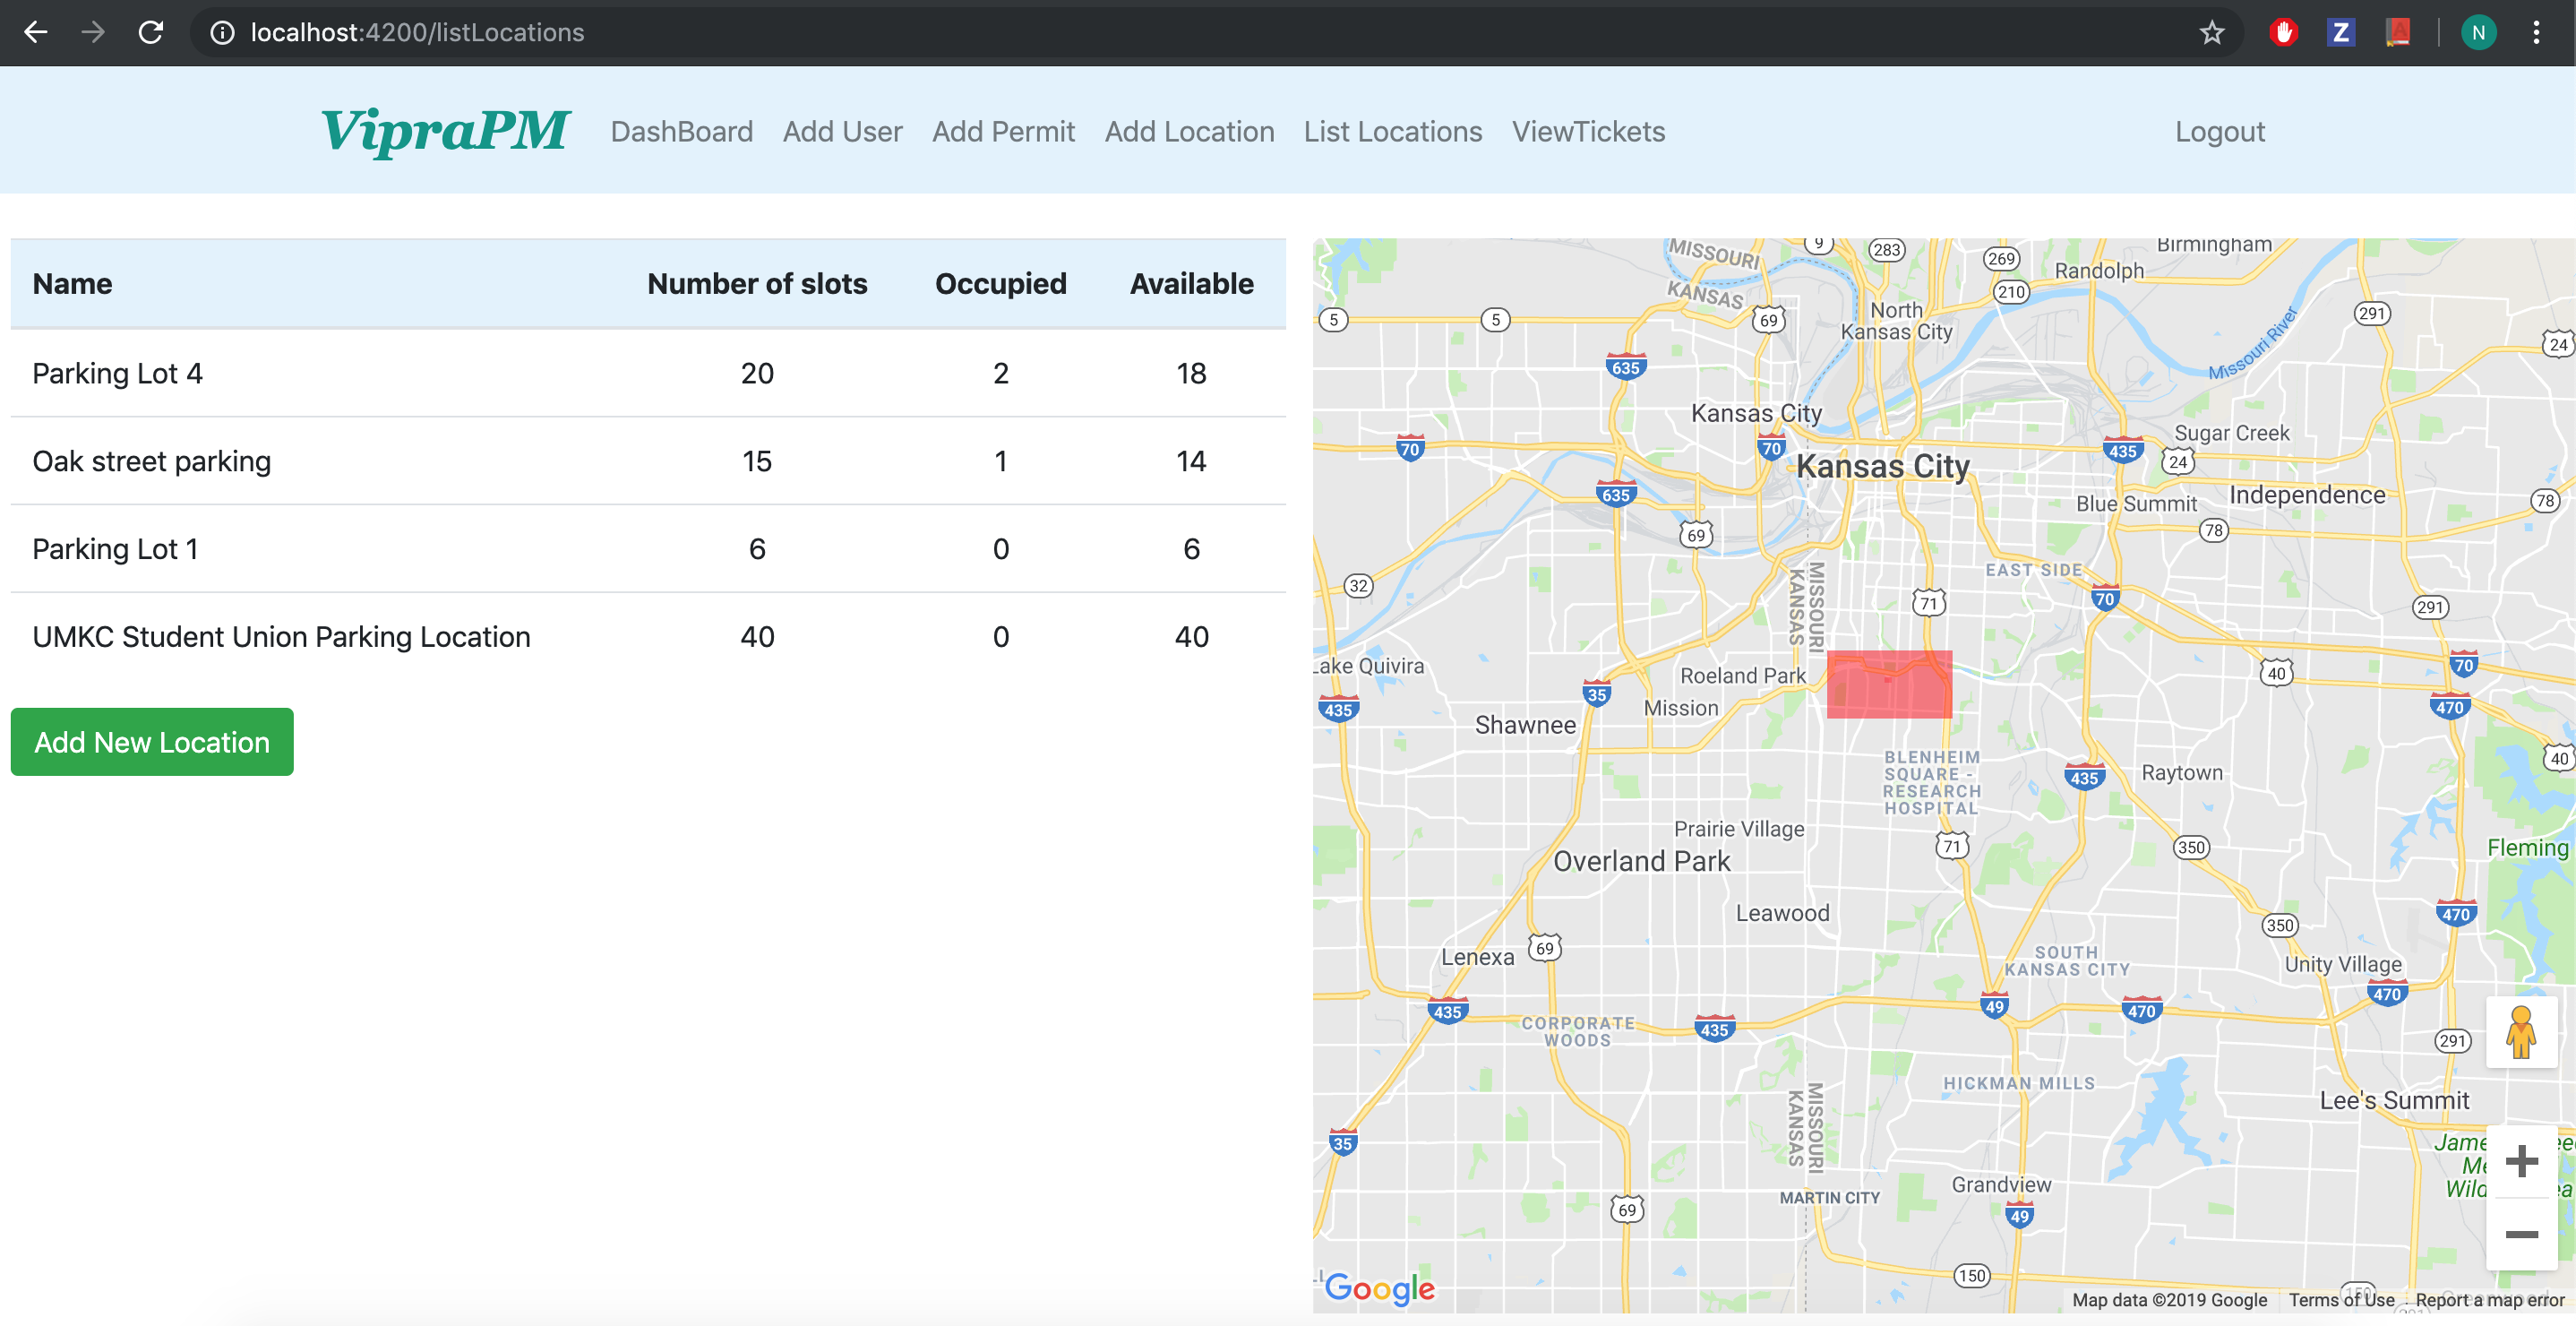 localhost:4200/listLocations
N
VipraPM DashBoard Add User Add Permit Add Location List Locations ViewTickets Logout
Name Number of slots Occupied Available
Parking Lot 4 20 2 18
Oak street parking 15 1 14
Parking Lot 1 6 0 6
UMKC Student Union Parking Location 40 0 40
Add New Location
MISSOURI
KANSAS
9
283
269
Birmingham
Randolph
210
North
Kansas City
5
5
69
291
Missouri River
24
635
Kansas City
70
70
Kansas City
435
Sugar Creek
24
635
Blue Summit
Independence
78
78
69
32
MISSOURI
KANSAS
EAST SIDE
71
70
291
Lake Quivira
Roeland Park
40
70
435
35
Mission
470
Shawnee
40
BLENHEIM
SQUARE -
RESEARCH
HOSPITAL
435
Raytown
Prairie Village
71
350
Fleming
Overland Park
Leawood
470
350
69
Lenexa
SOUTH
KANSAS CITY
Unity Village
470
435
49
470
CORPORATE
WOODS
435
291
HICKMAN MILLS
Lee's Summit
MISSOURI
KANSAS
35
Grandview
MARTIN CITY
69
49
150
Google
Map data ©2019 Google Terms of Use Report a map error